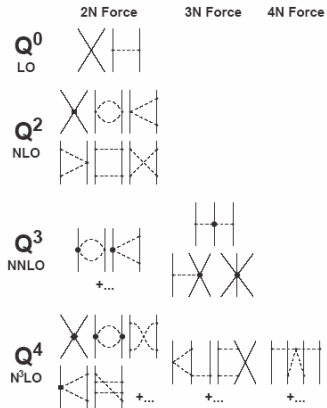 2N Force 3N Force 4N Force
Q⁰
LO
Q²
NLO
Q³
NNLO
+...
Q⁴
N³LO
+... +... +...